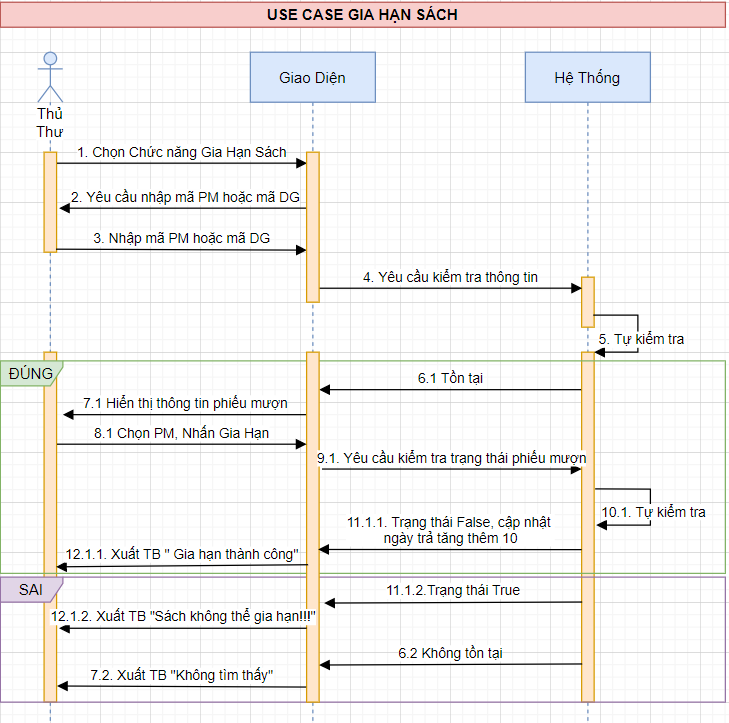 USE CASE GIA HẠN SÁCH
Thủ
Thư
Giao Diện
Hệ Thống
1. Chọn Chức năng Gia Hạn Sách
2. Yêu cầu nhập mã PM hoặc mã DG
3. Nhập mã PM hoặc mã DG
4. Yêu cầu kiểm tra thông tin
5. Tự kiểm tra
ĐÚNG
6.1 Tồn tại
7.1 Hiển thị thông tin phiếu mượn
8.1 Chọn PM, Nhấn Gia Hạn
9.1. Yêu cầu kiểm tra trạng thái phiếu mượn
10.1. Tự kiểm tra
11.1.1. Trạng thái False, cập nhật
ngày trả tăng thêm 10
12.1.1. Xuất TB " Gia hạn thành công"
SAI
11.1.2.Trạng thái True
12.1.2. Xuất TB "Sách không thể gia hạn!!!"
6.2 Không tồn tại
7.2. Xuất TB "Không tìm thấy"